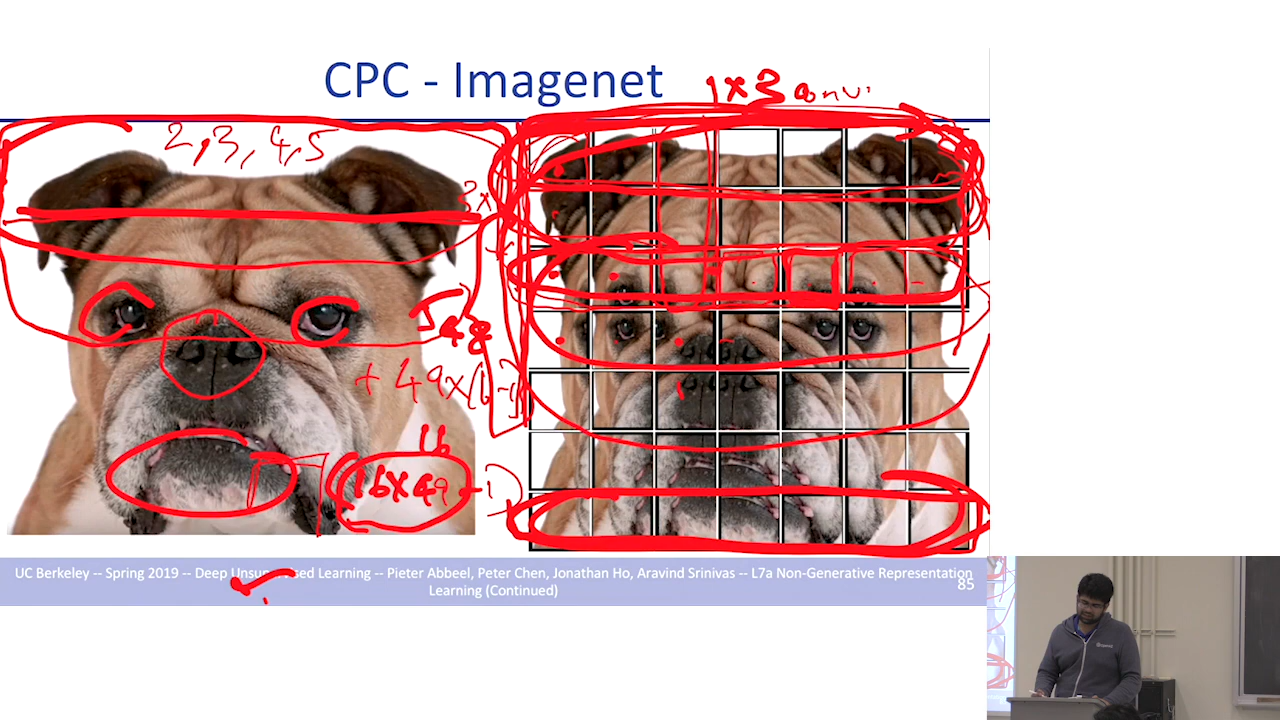 CPC - Imagenet
1x3 conv.
2,3,4,5
+ 49x(
16
(16x49 -1)
UC Berkeley -- Spring 2019 -- Deep Unsupervised Learning -- Pieter Abbeel, Peter Chen, Jonathan Ho, Aravind Srinivas -- L7a Non-Generative Representation
Learning (Continued)
85